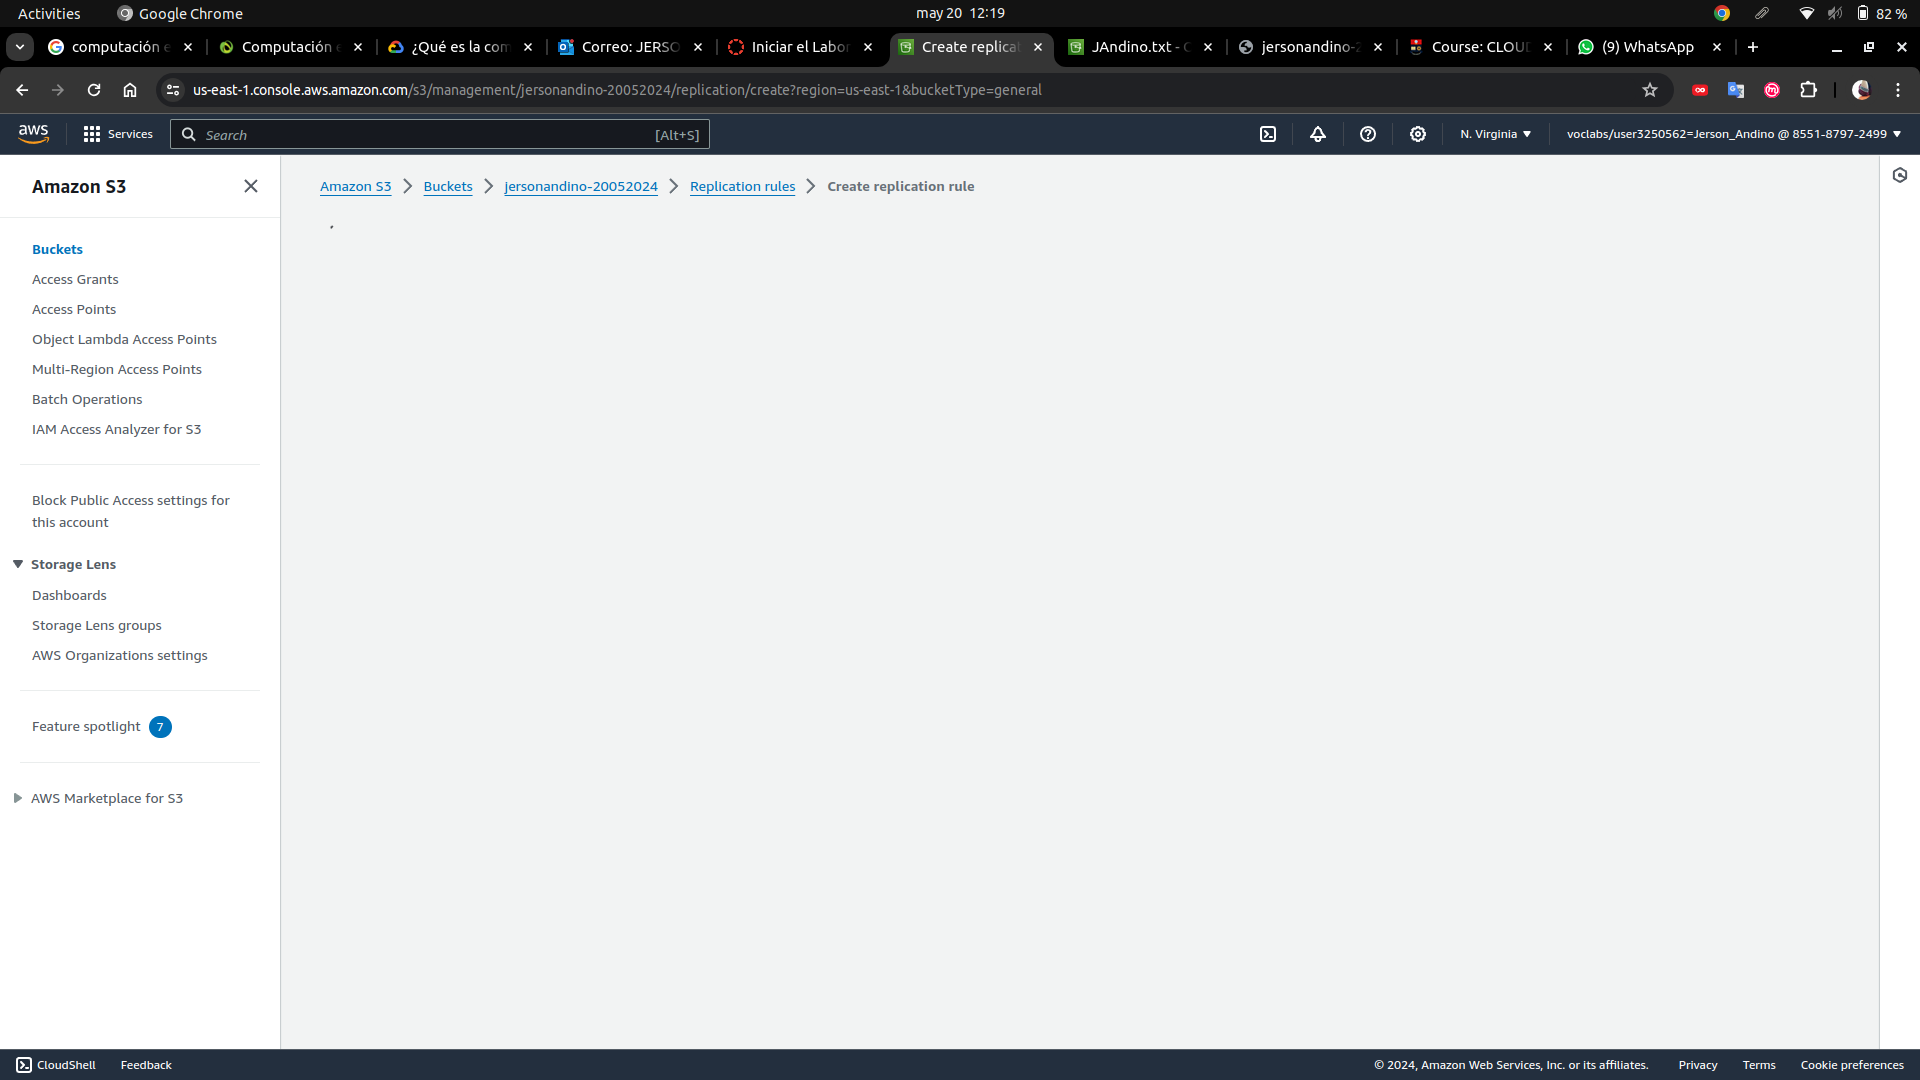 Activities
Google Chrome
may 20 12:19
82 %
computación e
Computación e
¿Qué es la com
Correo: JERSO
Iniciar el Labor
Create replica
JAndino.txt - C
jersonandino-2
Course: CLOUD
(9) WhatsApp
us-east-1.console.aws.amazon.com/s3/management/jersonandino-20052024/replication/create?region=us-east-1&bucketType=general
aws
Services
Search
[Alt+S]
N. Virginia
voclabs/user3250562=Jerson_Andino @ 8551-8797-2499
Amazon S3
Amazon S3 > Buckets > jersonandino-20052024 > Replication rules > Create replication rule
Buckets
Access Grants
Access Points
Object Lambda Access Points
Multi-Region Access Points
Batch Operations
IAM Access Analyzer for S3
Block Public Access settings for
this account
Storage Lens
Dashboards
Storage Lens groups
AWS Organizations settings
Feature spotlight 7
AWS Marketplace for S3
CloudShell
Feedback
© 2024, Amazon Web Services, Inc. or its affiliates.
Privacy
Terms
Cookie preferences